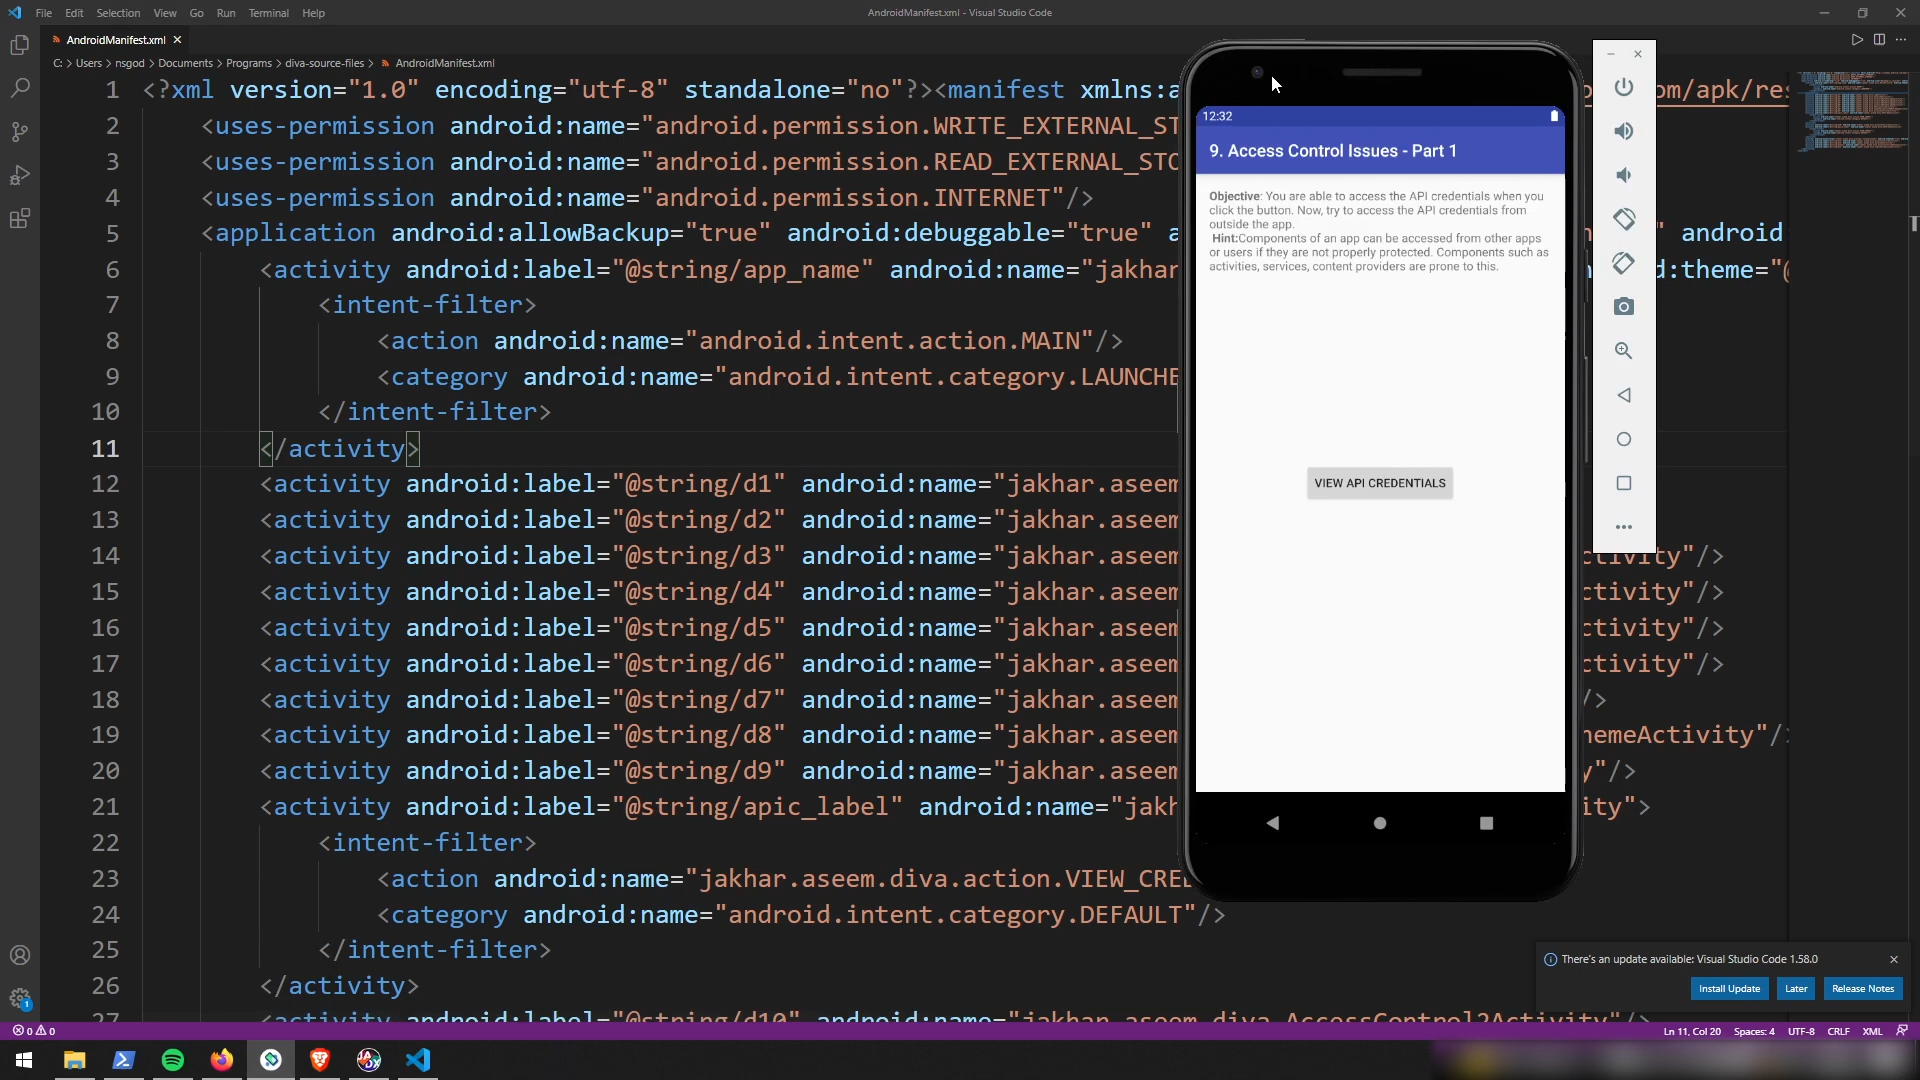 File Edit Selection View Go Run Terminal Help
AndroidManifest.xml - Visual Studio Code
AndroidManifest.xml
C: > Users > nsgod > Documents > Programs > diva-source-files > AndroidManifest.xml
1 <?xml version="1.0" encoding="utf-8" standalone="no"?><manifest xmlns:a om/apk/res
2 <uses-permission android:name="android.permission.WRITE_EXTERNAL_ST
3 <uses-permission android:name="android.permission.READ_EXTERNAL_STO
4 <uses-permission android:name="android.permission.INTERNET"/>
5 <application android:allowBackup="true" android:debuggable="true" a " android:
6 <activity android:label="@string/app_name" android:name="jakhar d:theme="@
7 <intent-filter>
8 <action android:name="android.intent.action.MAIN"/>
9 <category android:name="android.intent.category.LAUNCHE
10 </intent-filter>
11 </activity>
12 <activity android:label="@string/d1" android:name="jakhar.aseem
13 <activity android:label="@string/d2" android:name="jakhar.aseem
14 <activity android:label="@string/d3" android:name="jakhar.aseem ctivity"/>
15 <activity android:label="@string/d4" android:name="jakhar.aseem ctivity"/>
16 <activity android:label="@string/d5" android:name="jakhar.aseem ctivity"/>
17 <activity android:label="@string/d6" android:name="jakhar.aseem ctivity"/>
18 <activity android:label="@string/d7" android:name="jakhar.aseem />
19 <activity android:label="@string/d8" android:name="jakhar.aseem hemeActivity"/>
20 <activity android:label="@string/d9" android:name="jakhar.aseem y"/>
21 <activity android:label="@string/apic_label" android:name="jakh ity">
22 <intent-filter>
23 <action android:name="jakhar.aseem.diva.action.VIEW_CRE
24 <category android:name="android.intent.category.DEFAULT"/>
25 </intent-filter>
26 </activity>
27 <activity android:label="@string/d10" android:name="jakhar.aseem.diva.AccessControl2Activity"/>
12:32
9. Access Control Issues - Part 1
Objective: You are able to access the API credentials when you
click the button. Now, try to access the API credentials from
outside the app.
Hint:Components of an app can be accessed from other apps
or users if they are not properly protected. Components such as
activities, services, content providers are prone to this.
VIEW API CREDENTIALS
There's an update available: Visual Studio Code 1.58.0
Install Update Later Release Notes
1
0 0
Ln 11, Col 20 Spaces: 4 UTF-8 CRLF XML
JADX